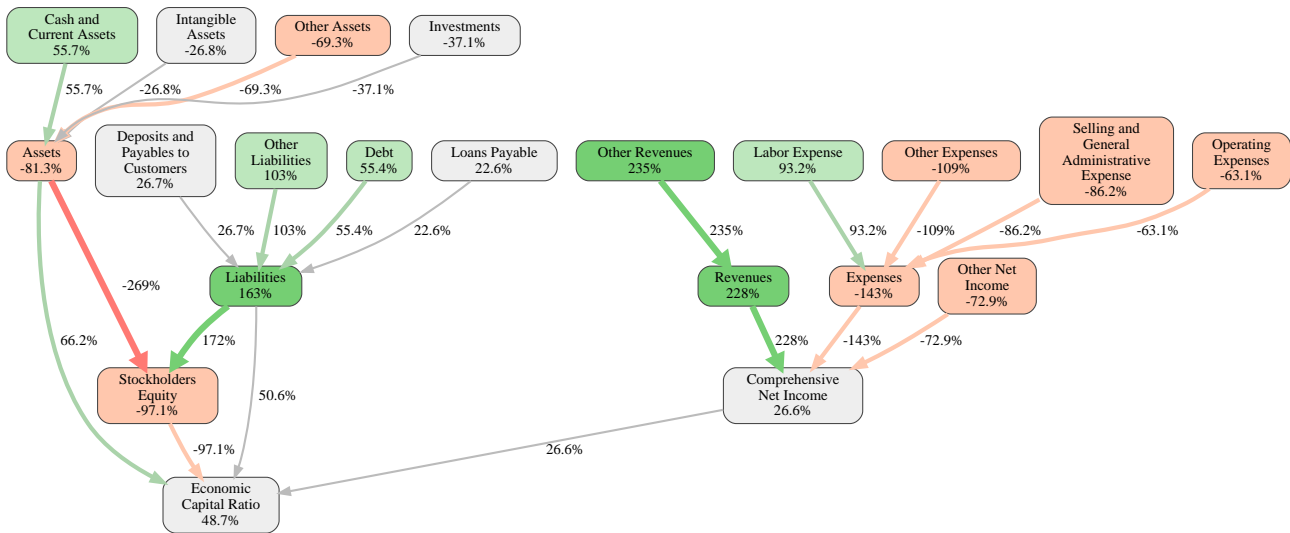 Cash and
Current Assets
55.7%
Intangible
Assets
-26.8%
Other Assets
-69.3%
Investments
-37.1%
55.7%
-26.8%
-69.3%
-37.1%
Assets
-81.3%
Deposits and
Payables to
Customers
26.7%
Other
Liabilities
103%
Debt
55.4%
Loans Payable
22.6%
Other Revenues
235%
Labor Expense
93.2%
Other Expenses
-109%
Selling and
General
Administrative
Expense
-86.2%
Operating
Expenses
-63.1%
26.7%
103%
55.4%
22.6%
235%
93.2%
-109%
-86.2%
-63.1%
Liabilities
163%
Revenues
228%
Expenses
-143%
Other Net
Income
-72.9%
-269%
66.2%
172%
228%
-143%
-72.9%
Stockholders
Equity
-97.1%
50.6%
Comprehensive
Net Income
26.6%
-97.1%
26.6%
Economic
Capital Ratio
48.7%